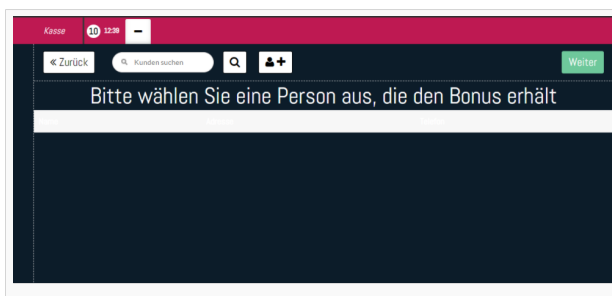 Kasse 10 12:39
« Zurück Kunden suchen Weiter
Bitte wählen Sie eine Person aus, die den Bonus erhält